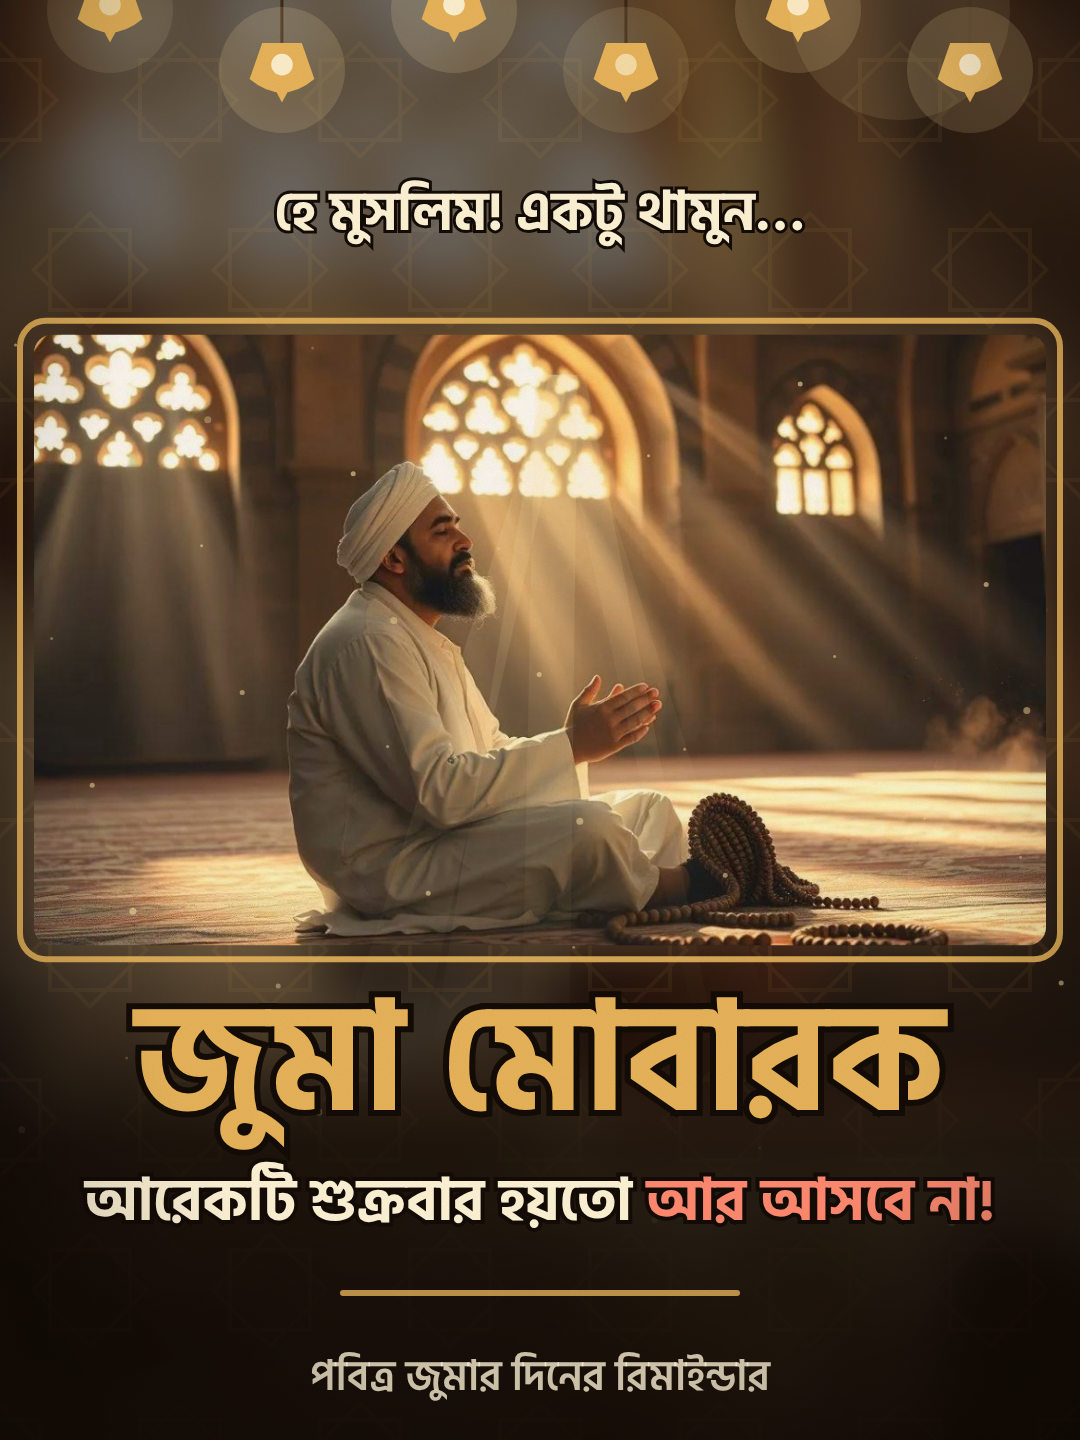 হে মুসলিম! একটু থামুন...
জুমা মোবারক
আরেকটি শুক্রবার হয়তো আর আসবে না!
পবিত্র জুমার দিনের রিমাইন্ডার